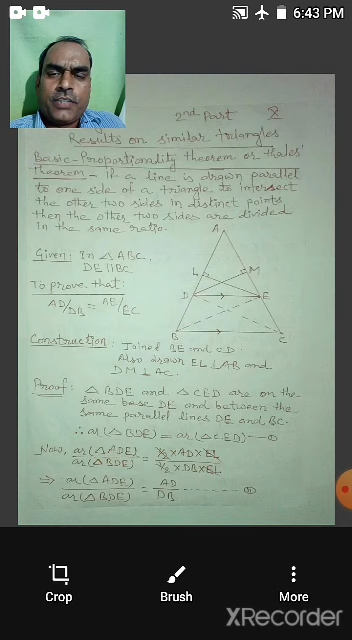 6:43 PM
2nd Part X
Results on similar triangles
Basic-Proportionality theorem or Thales'
theorem - if a line is drawn parallel
to one side of a triangle to intersect
the other two sides in distinct points
then the other two sides are divided
in the same ratio.
A
Given: In △ABC,
DE || BC
L M
To prove that:
D E
AD/DB = AE/EC
B C
Construction: Joined BE and CD.
Also drawn EL ⊥ AB and
DM ⊥ AC.
Proof: △BDE and △CED are on the
same base DE and between the
same parallel lines DE and BC.
∴ ar(△BDE) = ar(△CED) — ①
Now, ar(△ADE)/ar(△BDE) = ½ × AD × EL / ½ × DB × EL
⇒ ar(△ADE)/ar(△BDE) = AD/DB -------- ②
Crop Brush More
XRecorder